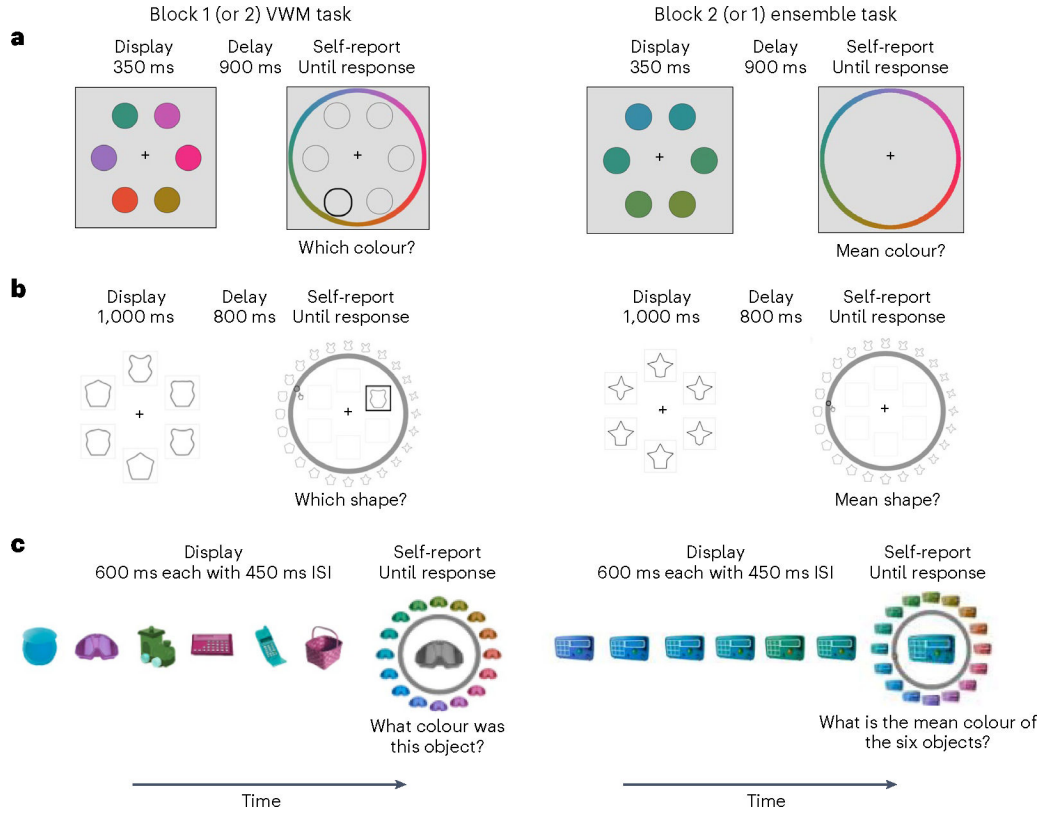 Block 1 (or 2) VWM task
Block 2 (or 1) ensemble task
a
Display
350 ms
Delay
900 ms
Self-report
Until response
Which colour?
Display
350 ms
Delay
900 ms
Self-report
Until response
Mean colour?
b
Display
1,000 ms
Delay
800 ms
Self-report
Until response
Which shape?
Display
1,000 ms
Delay
800 ms
Self-report
Until response
Mean shape?
c
Display
600 ms each with 450 ms ISI
Self-report
Until response
What colour was
this object?
Time
Display
600 ms each with 450 ms ISI
Self-report
Until response
What is the mean colour of
the six objects?
Time